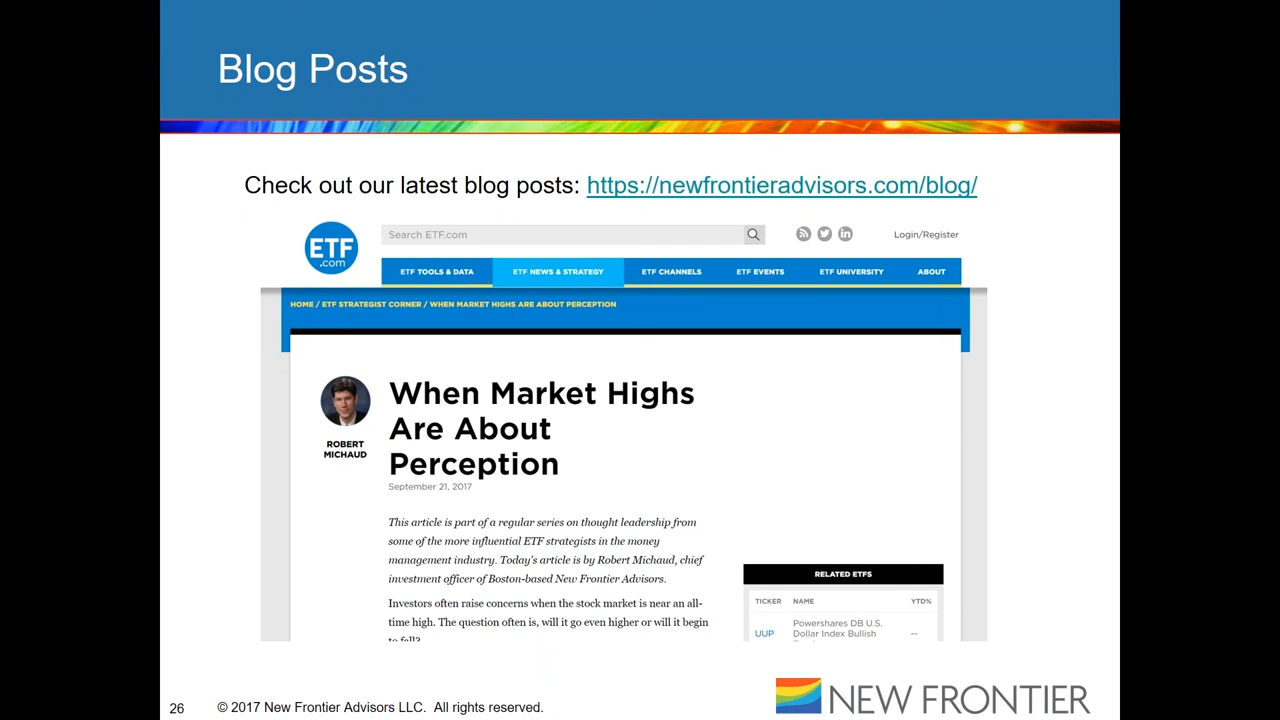 Blog Posts
Check out our latest blog posts: https://newfrontieradvisors.com/blog/
ETF
.com
Search ETF.com
Login/Register
ETF TOOLS & DATA
ETF NEWS & STRATEGY
ETF CHANNELS
ETF EVENTS
ETF UNIVERSITY
ABOUT
HOME / ETF STRATEGIST CORNER / WHEN MARKET HIGHS ARE ABOUT PERCEPTION
ROBERT
MICHAUD
When Market Highs
Are About
Perception
September 21, 2017
This article is part of a regular series on thought leadership from
some of the more influential ETF strategists in the money
management industry. Today's article is by Robert Michaud, chief
investment officer of Boston-based New Frontier Advisors.
Investors often raise concerns when the stock market is near an all-
time high. The question often is, will it go even higher or will it begin
to fall?
RELATED ETFS
TICKER NAME YTD%
UUP Powershares DB U.S. --
Dollar Index Bullish
26 © 2017 New Frontier Advisors LLC. All rights reserved.
NEW FRONTIER